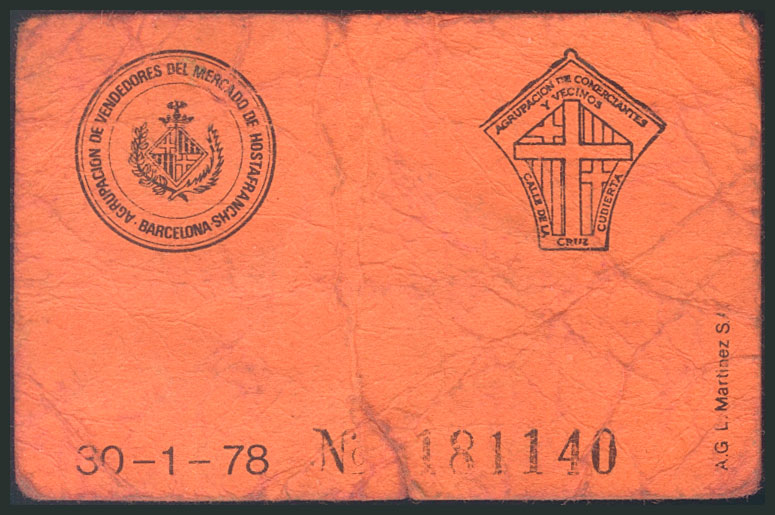 AGRUPACION DE VENDEDORES DEL MERCADO DE HOSTAFRANCHS
· BARCELONA ·
AGRUPACION DE COMERCIANTES
Y VECINOS
CALLE DE LA
CRUZ
CUBIERTA
30-1-78 Nº 181140
A.G. L. Martinez S.